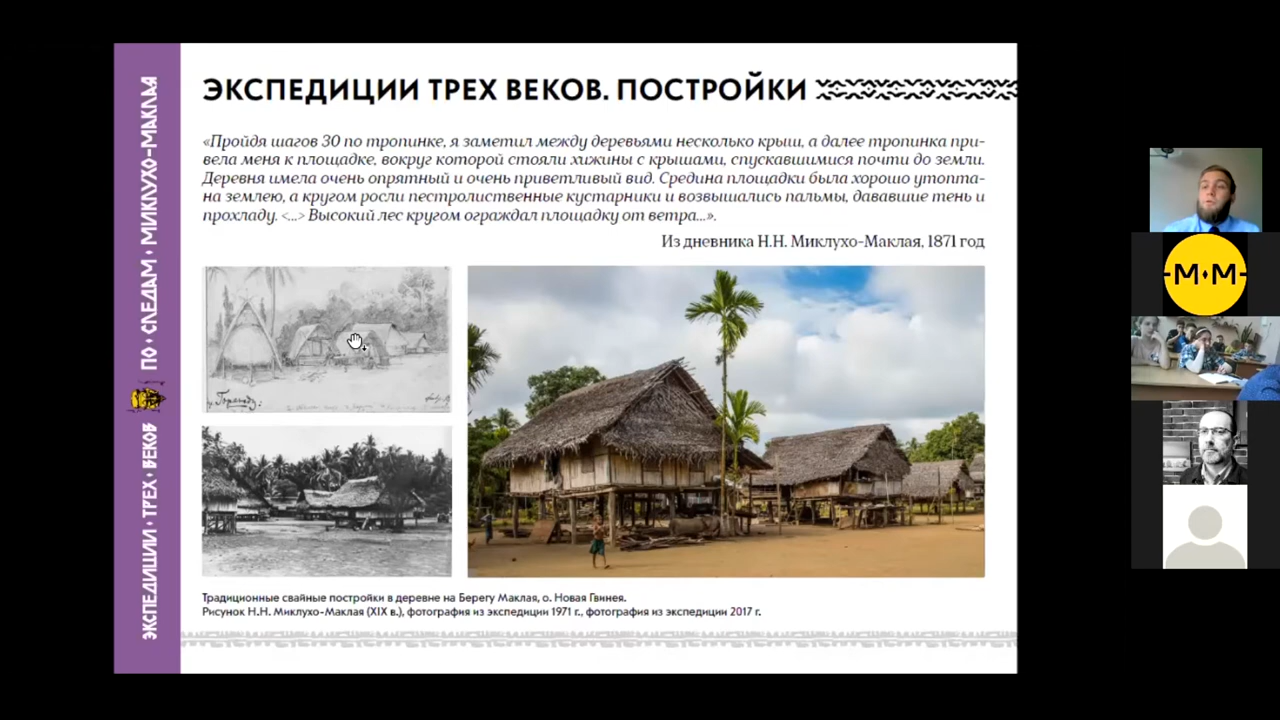 ЭКСПЕДИЦИИ ТРЕХ ВЕКОВ. ПОСТРОЙКИ
«Пройдя шагов 30 по тропинке, я заметил между деревьями несколько крыш, а далее тропинка при-
вела меня к площадке, вокруг которой стояли хижины с крышами, спускавшимися почти до земли.
Деревня имела очень опрятный и очень приветливый вид. Средина площадки была хорошо утопта-
на землею, а кругом росли пестролиственные кустарники и возвышались пальмы, дававшие тень и
прохладу. <...> Высокий лес кругом ограждал площадку от ветра...».
Из дневника Н.Н. Миклухо-Маклая, 1871 год
Традиционные свайные постройки в деревне на Берегу Маклая, о. Новая Гвинея.
Рисунок Н.Н. Миклухо-Маклая (XIX в.), фотография из экспедиции 1971 г., фотография из экспедиции 2017 г.
ЭКСПЕДИЦИИ • ТРЕХ • ВЕКОВ
ПО • СЛЕДАМ • МИКЛУХО-МАКЛАЯ
-М•М-